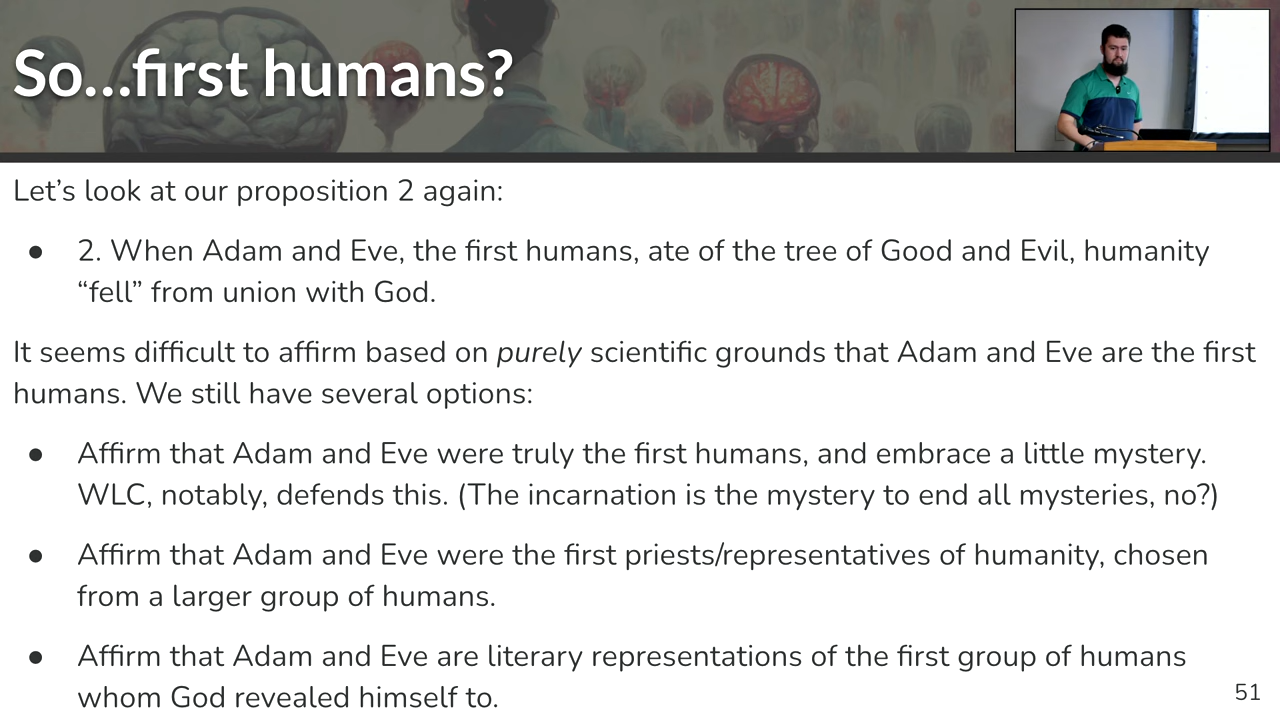 So...first humans?
Let's look at our proposition 2 again:
● 2. When Adam and Eve, the first humans, ate of the tree of Good and Evil, humanity
“fell” from union with God.
It seems difficult to affirm based on purely scientific grounds that Adam and Eve are the first
humans. We still have several options:
● Affirm that Adam and Eve were truly the first humans, and embrace a little mystery.
WLC, notably, defends this. (The incarnation is the mystery to end all mysteries, no?)
● Affirm that Adam and Eve were the first priests/representatives of humanity, chosen
from a larger group of humans.
● Affirm that Adam and Eve are literary representations of the first group of humans
whom God revealed himself to.
51